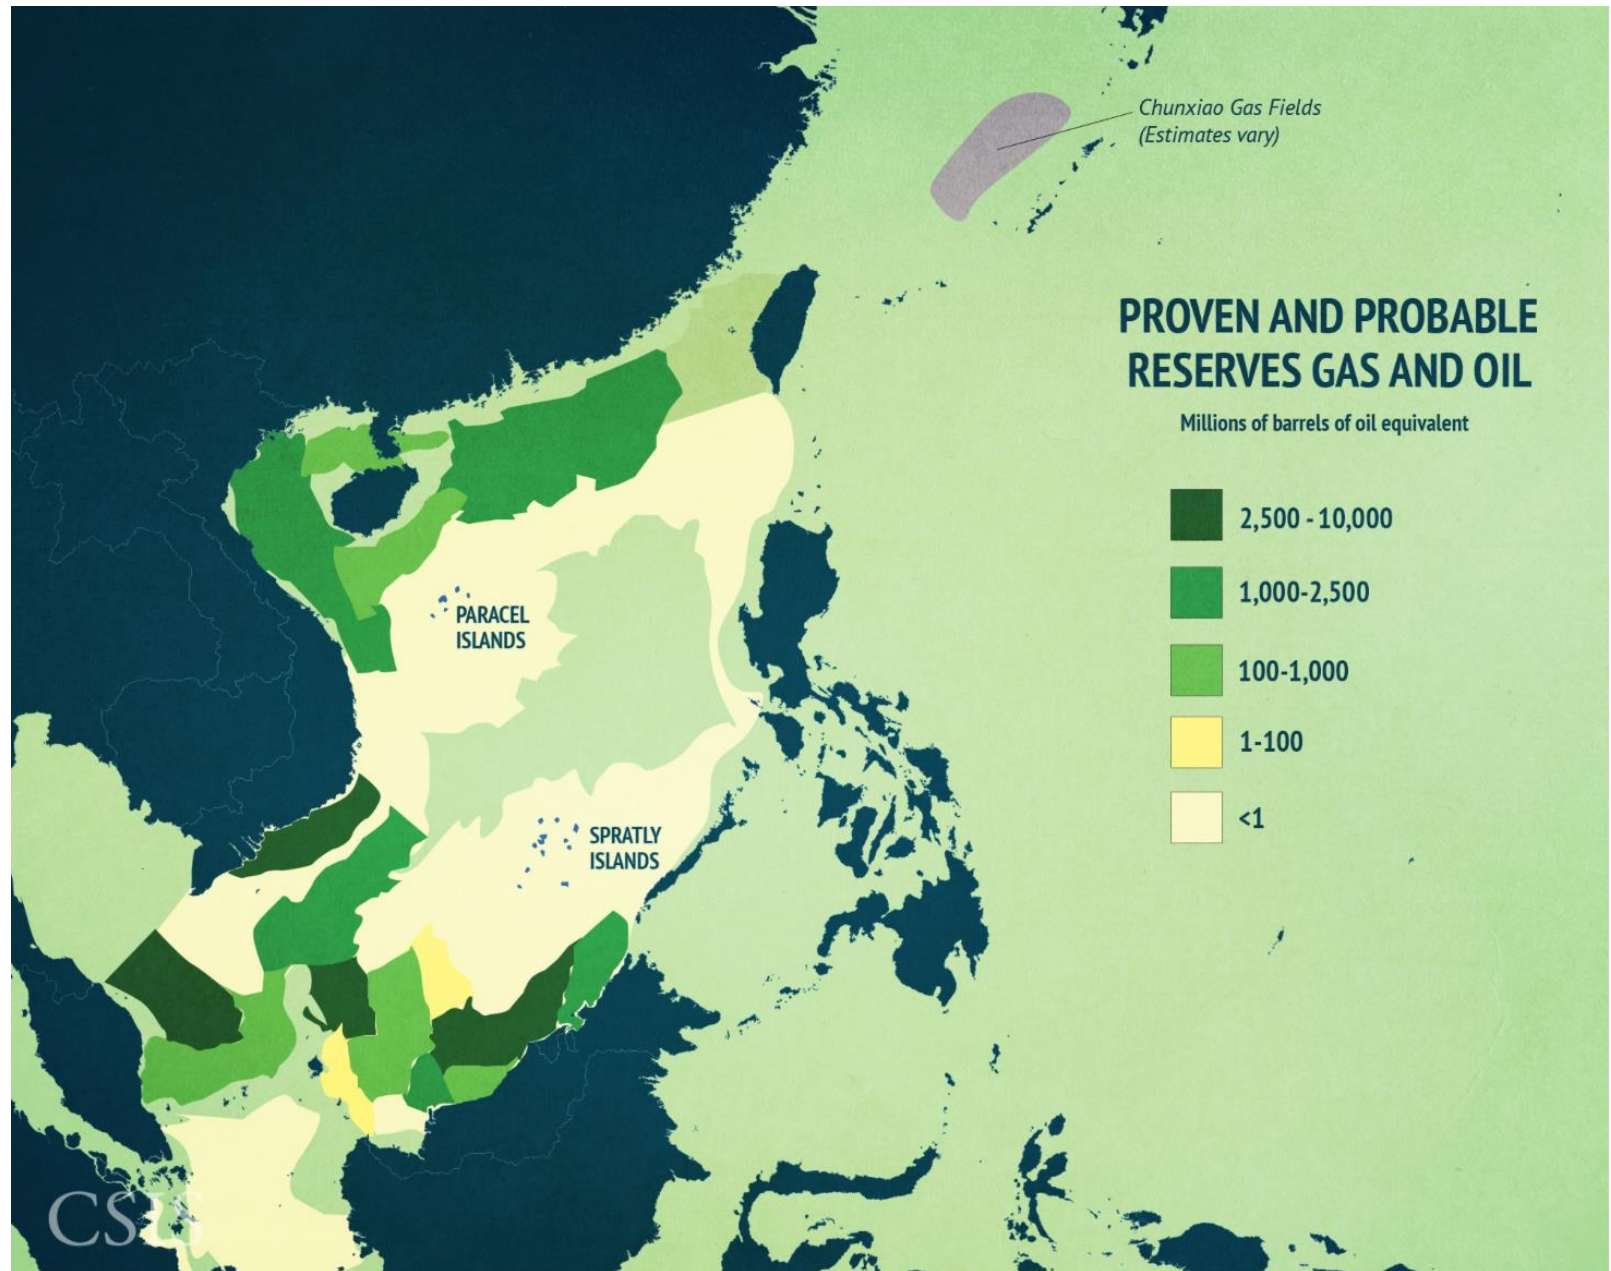 Chunxiao Gas Fields
(Estimates vary)
PROVEN AND PROBABLE
RESERVES GAS AND OIL
Millions of barrels of oil equivalent
2,500 - 10,000
1,000-2,500
100-1,000
1-100
<1
PARACEL
ISLANDS
SPRATLY
ISLANDS
CSIS